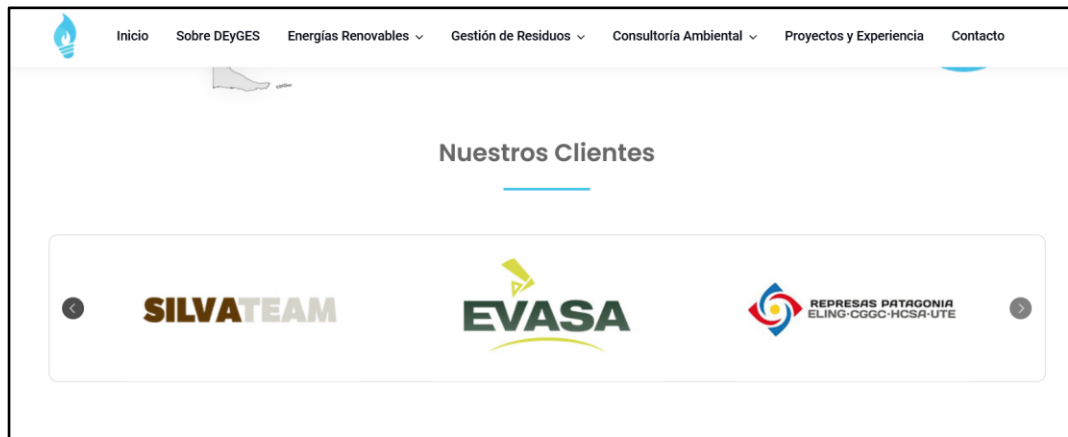 Inicio Sobre DEyGES Energías Renovables Gestión de Residuos Consultoría Ambiental Proyectos y Experiencia Contacto
Nuestros Clientes
SILVATEAM
EVASA
REPRESAS PATAGONIA
ELING·CGGC·HCSA·UTE